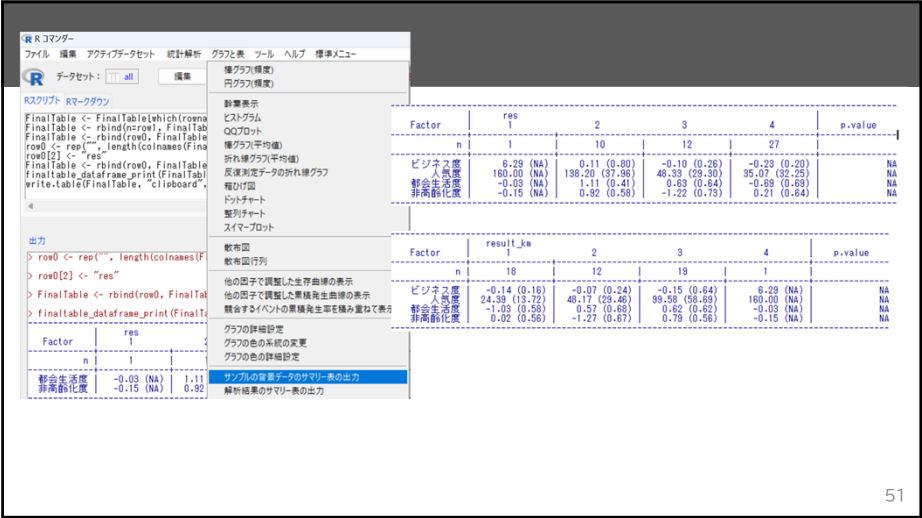 R コマンダー
ファイル 編集 アクティブデータセット 統計解析 グラフと表 ツール ヘルプ 標準メニュー
データセット: all 編集
Rスクリプト Rマークダウン
FinalTable <- FinalTable[which(rowna
FinalTable <- rbind(n=row1, FinalTab
FinalTable <- rbind(row0, FinalTable
row0 <- rep("", length(colnames(Fina
row0[2] <- "res"
FinalTable <- rbind(row0, FinalTable
finaltable_dataframe_print(FinalTabl
write.table(FinalTable, "clipboard",
出力
> row0 <- rep("", length(colnames(Fi
> row0[2] <- "res"
> FinalTable <- rbind(row0, FinalTab
> finaltable_dataframe_print(FinalTa
res
Factor 1
n 1 1
都会生活度 -0.03 (NA) 1.11
非高齢化度 -0.15 (NA) 0.92
棒グラフ(頻度)
円グラフ(頻度)
幹葉表示
ヒストグラム
QQプロット
棒グラフ(平均値)
折れ線グラフ(平均値)
反復測定データの折れ線グラフ
箱ひげ図
ドットチャート
整列チャート
スイマープロット
散布図
散布図行列
他の因子で調整した生存曲線の表示
他の因子で調整した累積発生曲線の表示
競合するイベントの累積発生率を積み重ねて表示
グラフの詳細設定
グラフの色の系統の変更
グラフの色の詳細設定
サンプルの背景データのサマリー表の出力
解析結果のサマリー表の出力
res
Factor 1 2 3 4 p.value
n 1 10 12 27
ビジネス度 6.29 (NA) 0.11 (0.80) -0.10 (0.26) -0.23 (0.20) NA
人気度 160.00 (NA) 138.20 (37.96) 48.33 (29.30) 35.07 (32.25) NA
都会生活度 -0.03 (NA) 1.11 (0.41) 0.63 (0.64) -0.69 (0.69) NA
非高齢化度 -0.15 (NA) 0.92 (0.58) -1.22 (0.73) 0.21 (0.64) NA
result_km
Factor 1 2 3 4 p.value
n 18 12 19 1
ビジネス度 -0.14 (0.16) -0.07 (0.24) -0.15 (0.64) 6.29 (NA) NA
人気度 24.39 (13.72) 48.17 (29.46) 99.58 (58.69) 160.00 (NA) NA
都会生活度 -1.03 (0.58) 0.57 (0.68) 0.62 (0.62) -0.03 (NA) NA
非高齢化度 0.02 (0.56) -1.27 (0.67) 0.79 (0.56) -0.15 (NA) NA
51